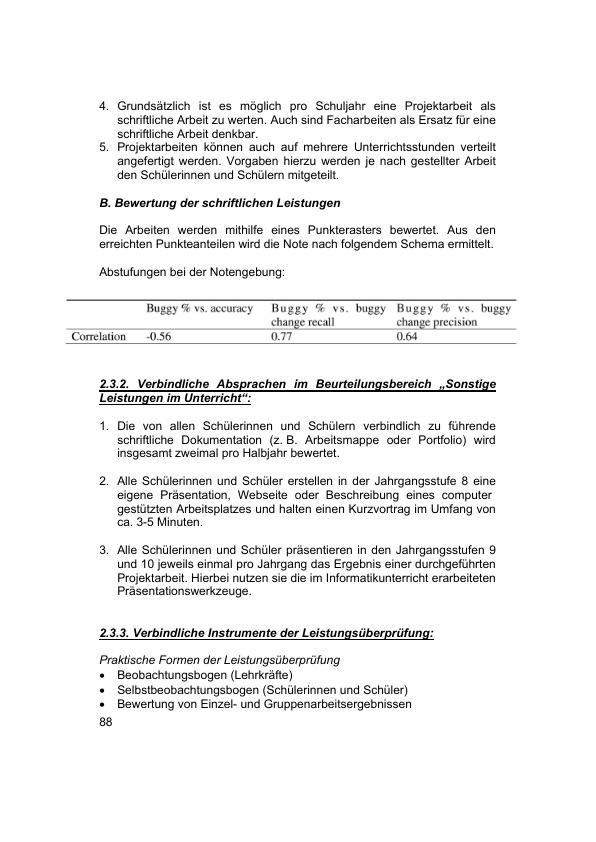 4. Grundsätzlich ist es möglich pro Schuljahr eine Projektarbeit als
schriftliche Arbeit zu werten. Auch sind Facharbeiten als Ersatz für eine
schriftliche Arbeit denkbar.
5. Projektarbeiten können auch auf mehrere Unterrichtsstunden verteilt
angefertigt werden. Vorgaben hierzu werden je nach gestellter Arbeit
den Schülerinnen und Schülern mitgeteilt.
B. Bewertung der schriftlichen Leistungen
Die Arbeiten werden mithilfe eines Punkterasters bewertet. Aus den
erreichten Punkteanteilen wird die Note nach folgendem Schema ermittelt.
Abstufungen bei der Notengebung:
Buggy % vs. accuracy Buggy % vs. buggy Buggy % vs. buggy
change recall change precision
Correlation -0.56 0.77 0.64
2.3.2. Verbindliche Absprachen im Beurteilungsbereich „Sonstige
Leistungen im Unterricht“:
1. Die von allen Schülerinnen und Schülern verbindlich zu führende
schriftliche Dokumentation (z. B. Arbeitsmappe oder Portfolio) wird
insgesamt zweimal pro Halbjahr bewertet.
2. Alle Schülerinnen und Schüler erstellen in der Jahrgangsstufe 8 eine
eigene Präsentation, Webseite oder Beschreibung eines computer
gestützten Arbeitsplatzes und halten einen Kurzvortrag im Umfang von
ca. 3-5 Minuten.
3. Alle Schülerinnen und Schüler präsentieren in den Jahrgangsstufen 9
und 10 jeweils einmal pro Jahrgang das Ergebnis einer durchgeführten
Projektarbeit. Hierbei nutzen sie die im Informatikunterricht erarbeiteten
Präsentationswerkzeuge.
2.3.3. Verbindliche Instrumente der Leistungsüberprüfung:
Praktische Formen der Leistungsüberprüfung
• Beobachtungsbogen (Lehrkräfte)
• Selbstbeobachtungsbogen (Schülerinnen und Schüler)
• Bewertung von Einzel- und Gruppenarbeitsergebnissen
88